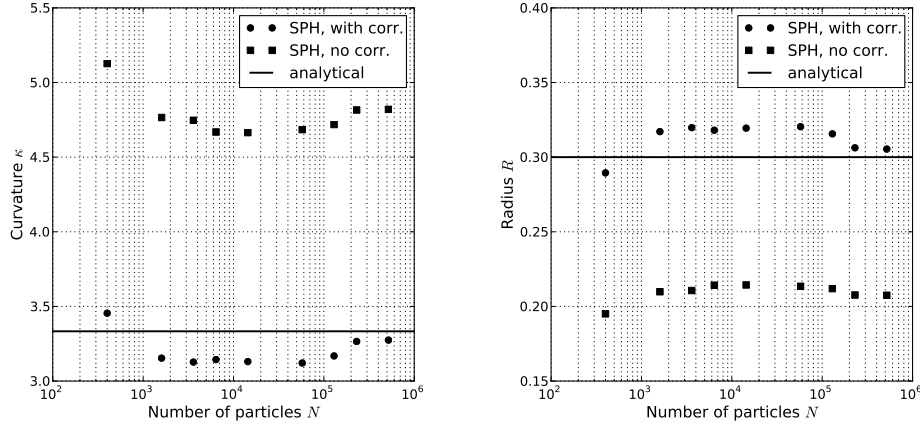 5.5
5.0
4.5
4.0
3.5
3.0
Curvature κ
SPH, with corr.
SPH, no corr.
analytical
10²
10³
10⁴
10⁵
10⁶
Number of particles N
0.40
0.35
0.30
0.25
0.20
0.15
Radius R
SPH, with corr.
SPH, no corr.
analytical
10²
10³
10⁴
10⁵
10⁶
Number of particles N